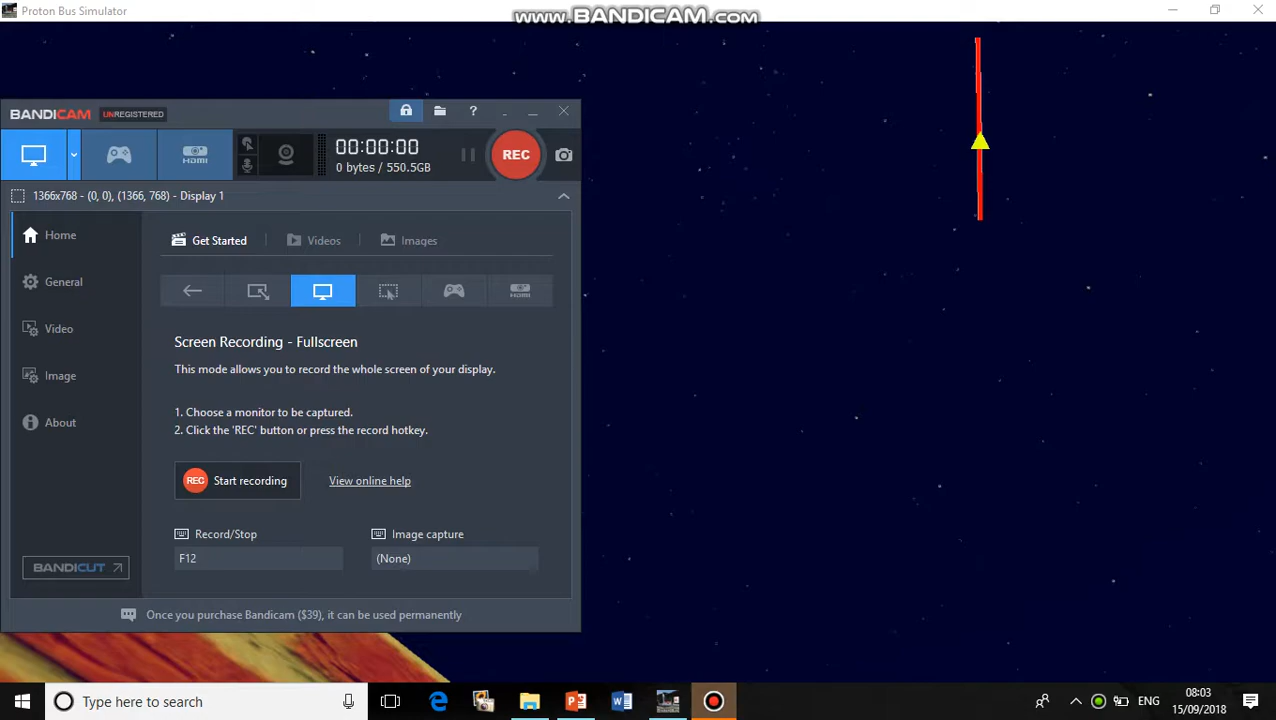 Proton Bus Simulator
www.BANDICAM.com
BANDICAM UNREGISTERED
?
HDMI
00:00:00
0 bytes / 550.5GB
REC
1366x768 - (0, 0), (1366, 768) - Display 1
Home
General
Video
Image
About
Get Started
Videos
Images
HDMI
Screen Recording - Fullscreen
This mode allows you to record the whole screen of your display.
1. Choose a monitor to be captured.
2. Click the 'REC' button or press the record hotkey.
REC Start recording
View online help
Record/Stop
Image capture
F12
(None)
BANDICUT
Once you purchase Bandicam ($39), it can be used permanently
Type here to search
ENG
08:03
15/09/2018